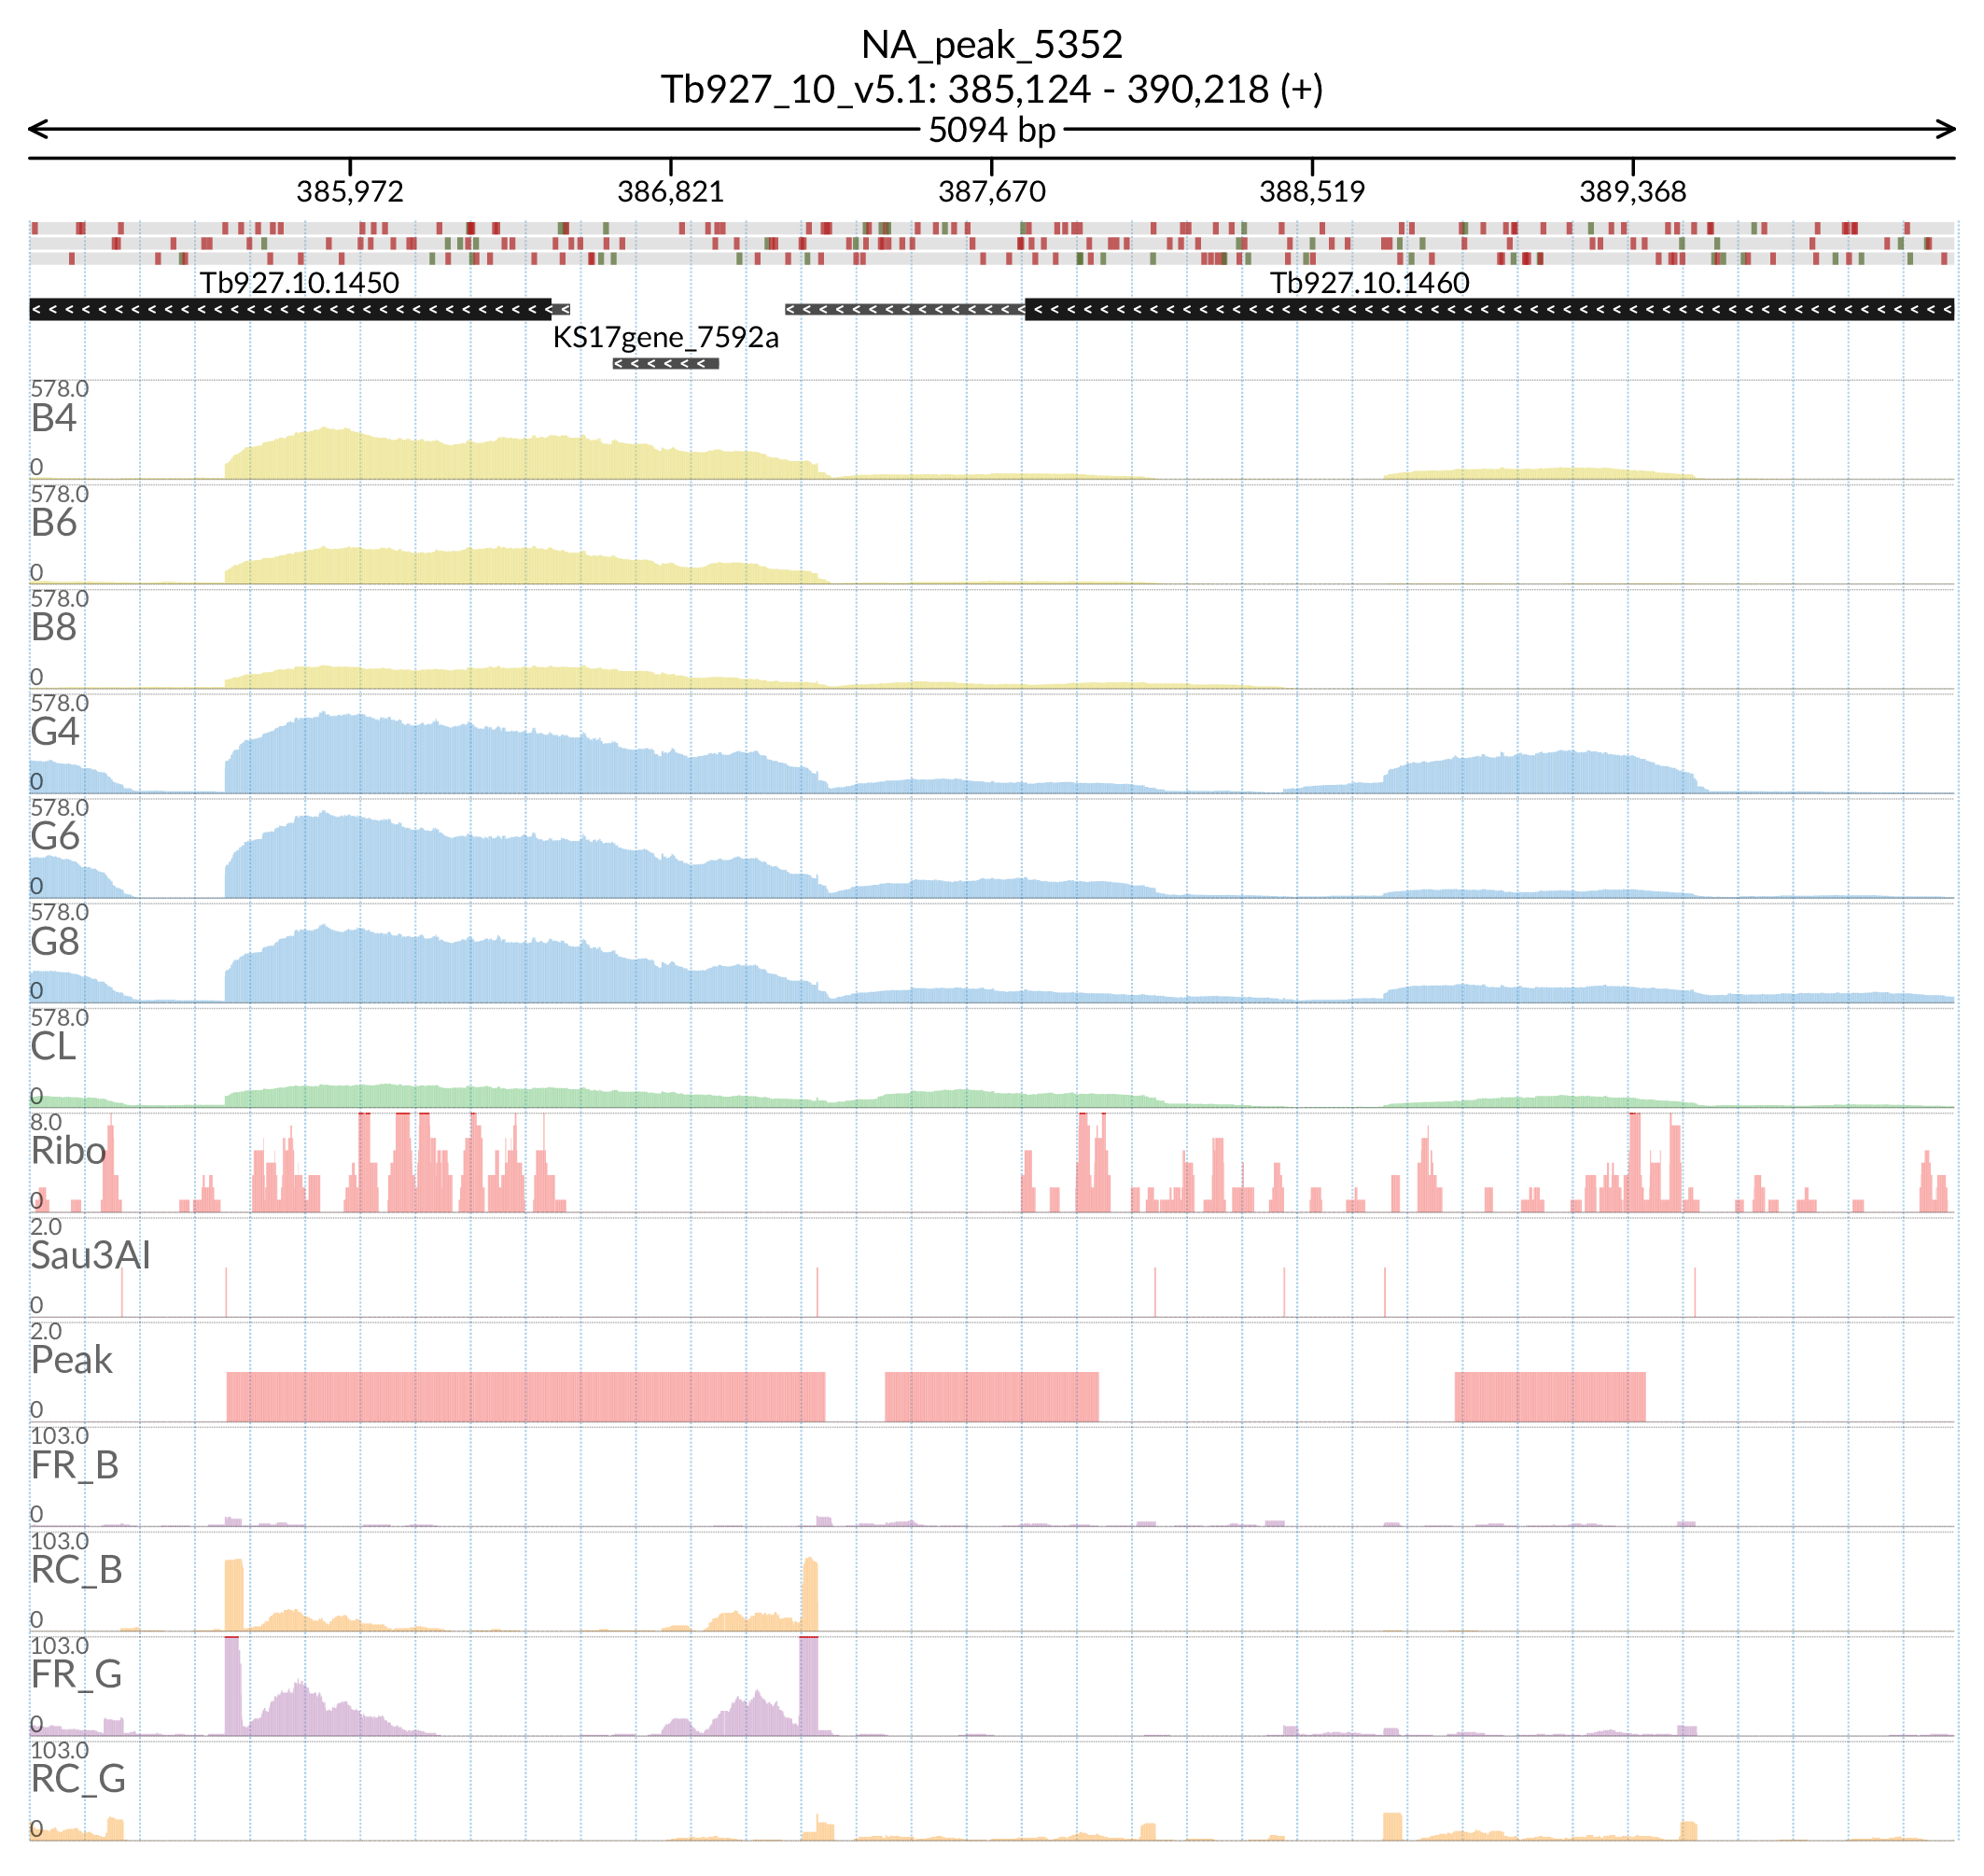 NA_peak_5352
Tb927_10_v5.1: 385,124 - 390,218 (+)
5094 bp
385,972 386,821 387,670 388,519 389,368
Tb927.10.1450 Tb927.10.1460
KS17gene_7592a
578.0
B4
0
578.0
B6
0
578.0
B8
0
578.0
G4
0
578.0
G6
0
578.0
G8
0
578.0
CL
0
8.0
Ribo
0
2.0
Sau3AI
0
2.0
Peak
0
103.0
FR_B
0
103.0
RC_B
0
103.0
FR_G
0
103.0
RC_G
0